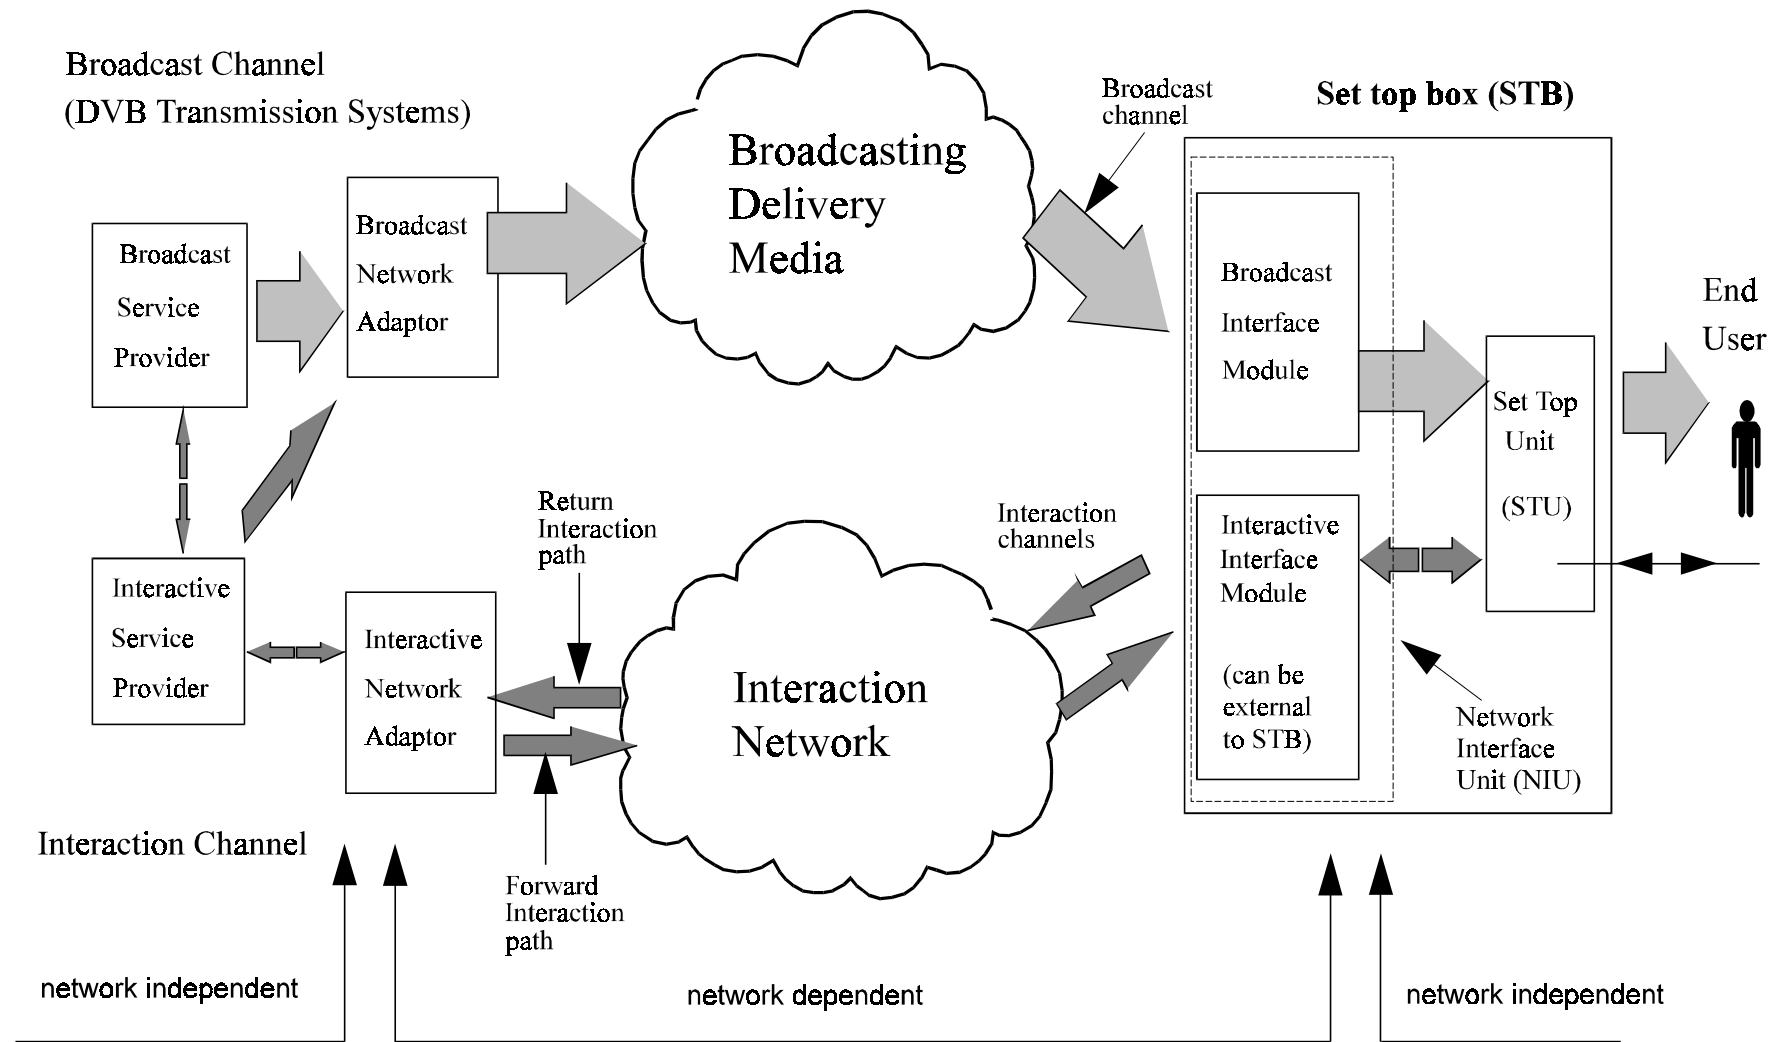 Broadcast Channel
(DVB Transmission Systems)
Broadcasting
Delivery
Media
Broadcast
channel
Set top box (STB)
Broadcast
Service
Provider
Broadcast
Network
Adaptor
Broadcast
Interface
Module
Set Top
Unit
(STU)
End
User
Interactive
Service
Provider
Interactive
Network
Adaptor
Return
Interaction
path
Interaction
Network
Interaction
channels
Interactive
Interface
Module
(can be
external
to STB)
Network
Interface
Unit (NIU)
Interaction Channel
Forward
Interaction
path
network independent
network dependent
network independent